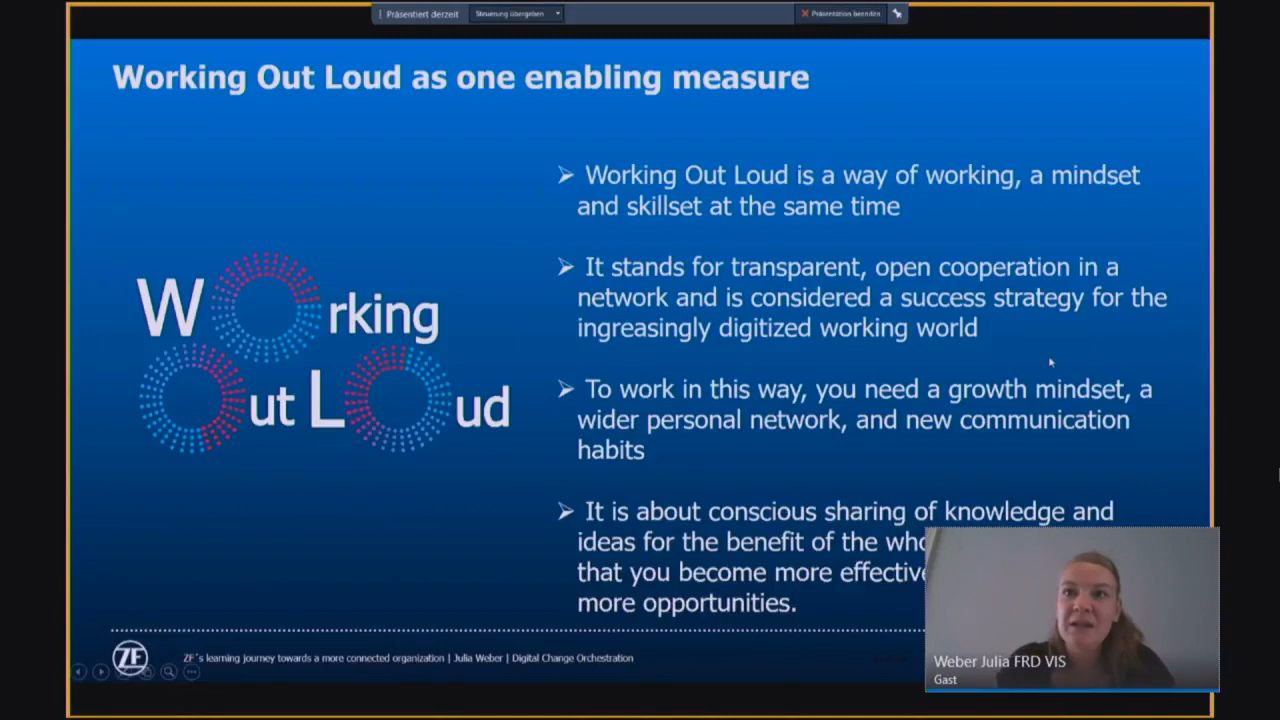 Präsentiert derzeit
Steuerung übergeben
Präsentation beenden
Working Out Loud as one enabling measure
Working Out Loud is a way of working, a mindset
and skillset at the same time
It stands for transparent, open cooperation in a
network and is considered a success strategy for the
ingreasingly digitized working world
To work in this way, you need a growth mindset, a
wider personal network, and new communication
habits
It is about conscious sharing of knowledge and
ideas for the benefit of the
that you become more
more opportunities.
Working
Out Loud
ZF
ZF´s learning journey towards a more connected organization | Julia Weber | Digital Change Orchestration
Weber Julia FRD VIS
Gast